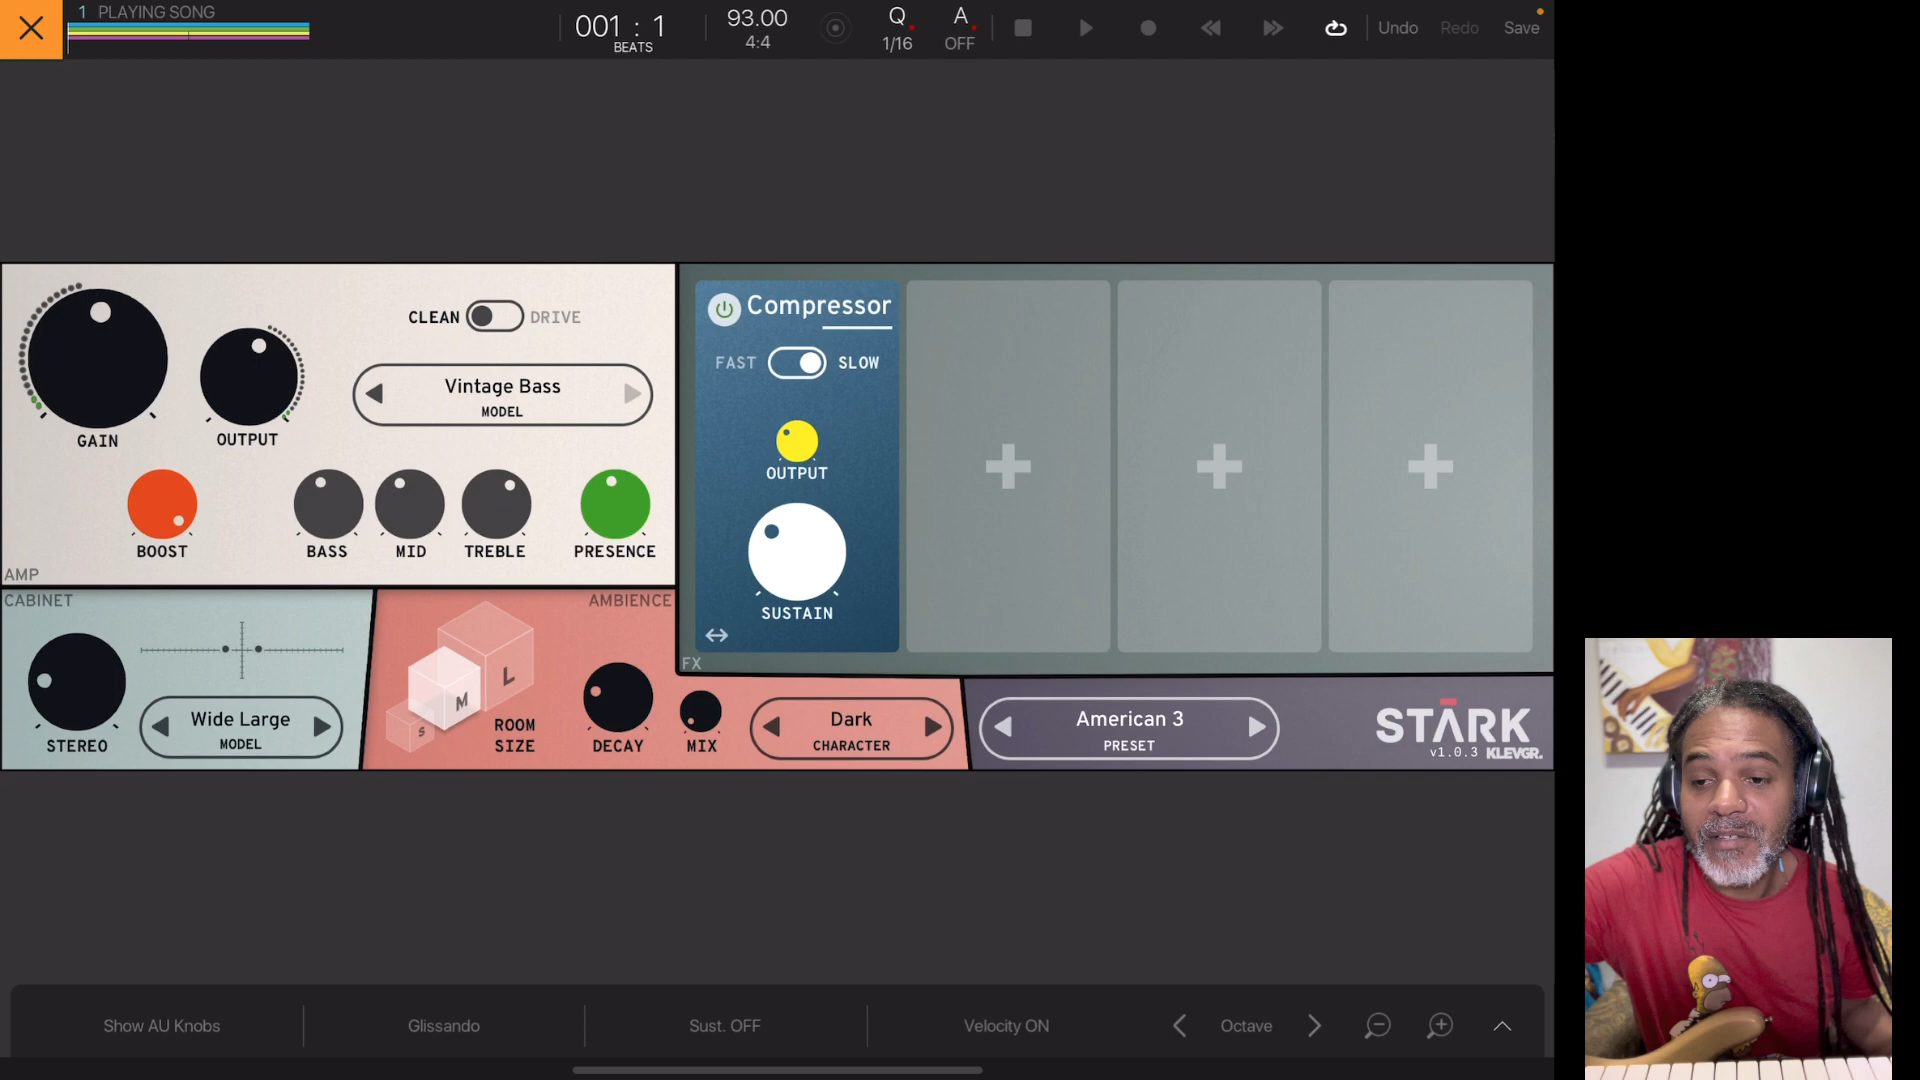 1 PLAYING SONG
001 : 1
BEATS
93.00
4:4
Q
1/16
A
OFF
Undo
Redo
Save
CLEAN
DRIVE
Vintage Bass
MODEL
GAIN
OUTPUT
BOOST
BASS
MID
TREBLE
PRESENCE
AMP
Compressor
FAST
SLOW
OUTPUT
SUSTAIN
FX
CABINET
STEREO
Wide Large
MODEL
AMBIENCE
L
M
S
ROOM
SIZE
DECAY
MIX
Dark
CHARACTER
American 3
PRESET
STARK
v1.0.3 KLEVGR.
Show AU Knobs
Glissando
Sust. OFF
Velocity ON
Octave